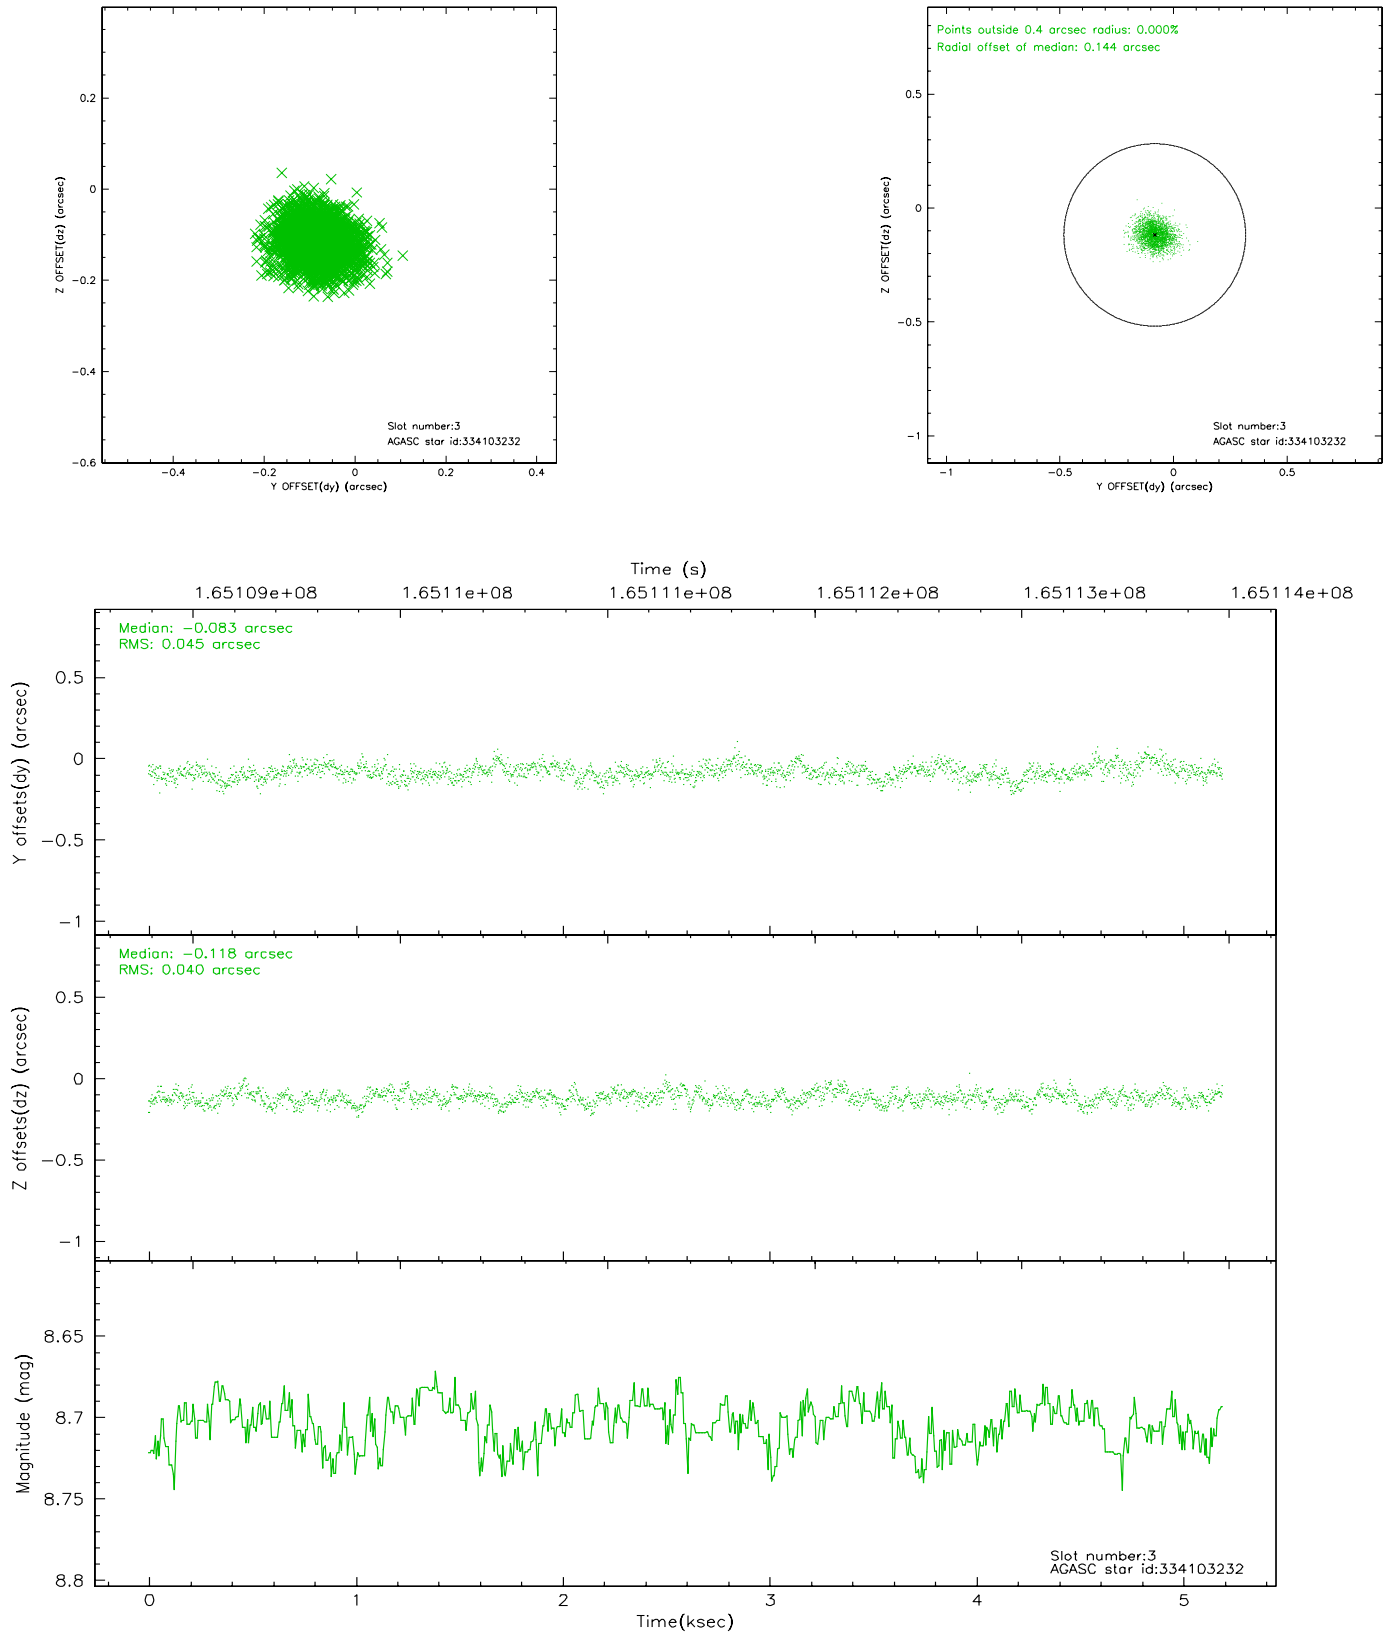 0.2
0
−0.2
−0.4
−0.6
Z OFFSET(dz) (arcsec)
−0.4
−0.2
0
0.2
0.4
Y OFFSET(dy) (arcsec)
Slot number:3
AGASC star id:334103232
Points outside 0.4 arcsec radius: 0.000%
Radial offset of median: 0.144 arcsec
0.5
0
−0.5
−1
Z OFFSET(dz) (arcsec)
−1
−0.5
0
0.5
Y OFFSET(dy) (arcsec)
Slot number:3
AGASC star id:334103232
Time (s)
1.65109e+08
1.6511e+08
1.65111e+08
1.65112e+08
1.65113e+08
1.65114e+08
Median: −0.083 arcsec
RMS: 0.045 arcsec
0.5
0
−0.5
−1
Y offsets(dy) (arcsec)
Median: −0.118 arcsec
RMS: 0.040 arcsec
0.5
0
−0.5
−1
Z offsets(dz) (arcsec)
8.65
8.7
8.75
8.8
Magnitude (mag)
Slot number:3
AGASC star id:334103232
0
1
2
3
4
5
Time(ksec)